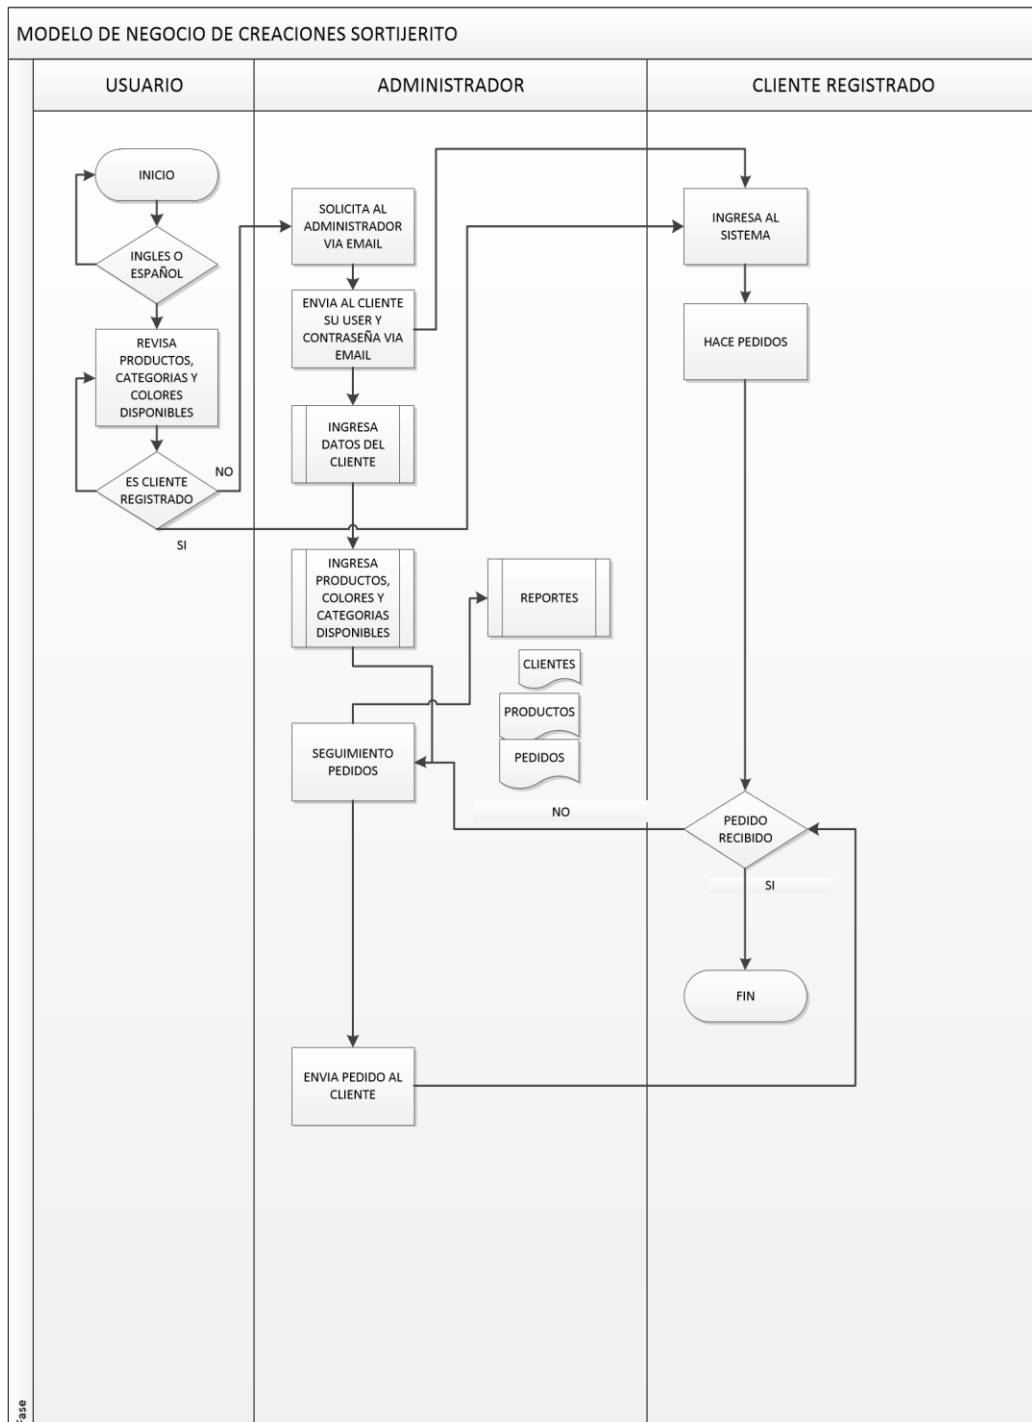 MODELO DE NEGOCIO DE CREACIONES SORTIJERITO
USUARIO
ADMINISTRADOR
CLIENTE REGISTRADO
INICIO
INGLES O
ESPAÑOL
REVISA
PRODUCTOS,
CATEGORIAS Y
COLORES
DISPONIBLES
ES CLIENTE
REGISTRADO
NO
SI
SOLICITA AL
ADMINISTRADOR
VIA EMAIL
ENVIA AL CLIENTE
SU USER Y
CONTRASEÑA VIA
EMAIL
INGRESA
DATOS DEL
CLIENTE
INGRESA
PRODUCTOS,
COLORES Y
CATEGORIAS
DISPONIBLES
REPORTES
CLIENTES
PRODUCTOS
PEDIDOS
SEGUIMIENTO
PEDIDOS
NO
ENVIA PEDIDO AL
CLIENTE
INGRESA AL
SISTEMA
HACE PEDIDOS
PEDIDO
RECIBIDO
SI
FIN
Fase